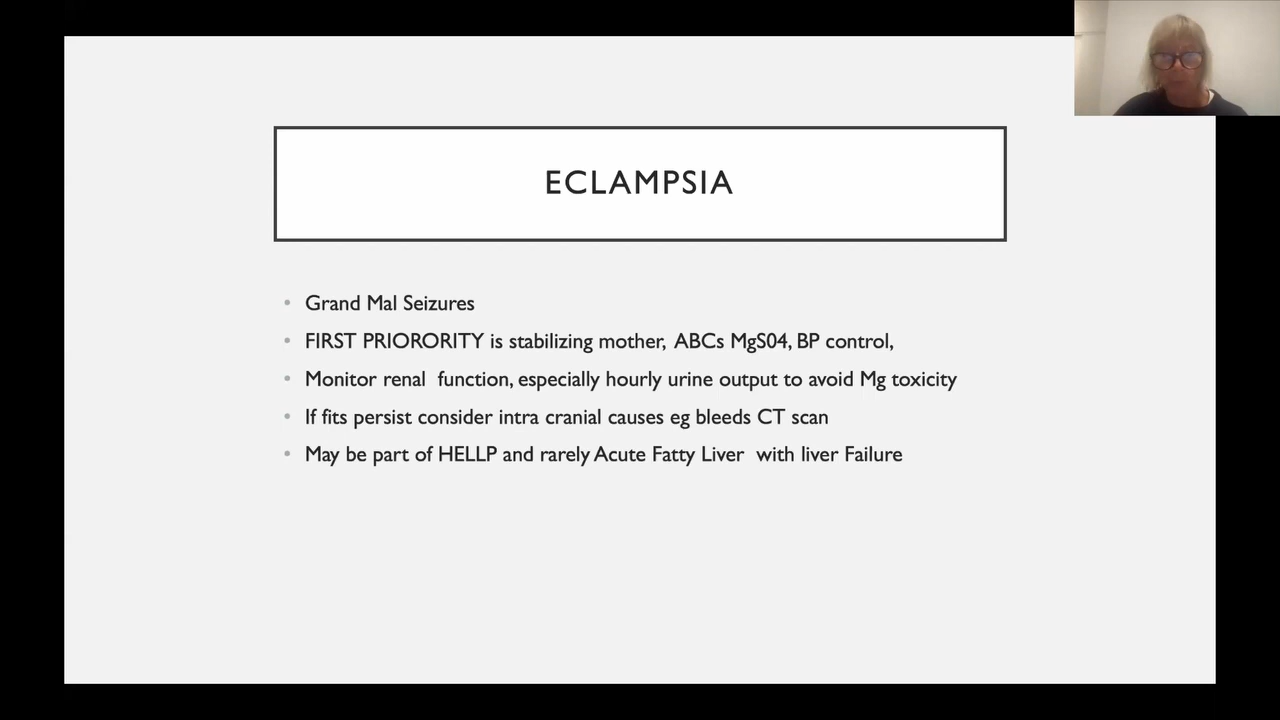 ECLAMPSIA
Grand Mal Seizures
FIRST PRIORORITY is stabilizing mother, ABCs MgS04, BP control,
Monitor renal function, especially hourly urine output to avoid Mg toxicity
If fits persist consider intra cranial causes eg bleeds CT scan
May be part of HELLP and rarely Acute Fatty Liver with liver Failure